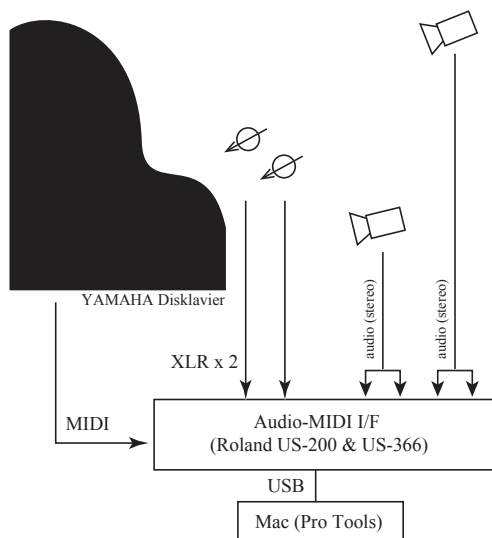 YAMAHA Disklavier
audio (stereo)
audio (stereo)
XLR x 2
MIDI
Audio-MIDI I/F
(Roland US-200 & US-366)
USB
Mac (Pro Tools)